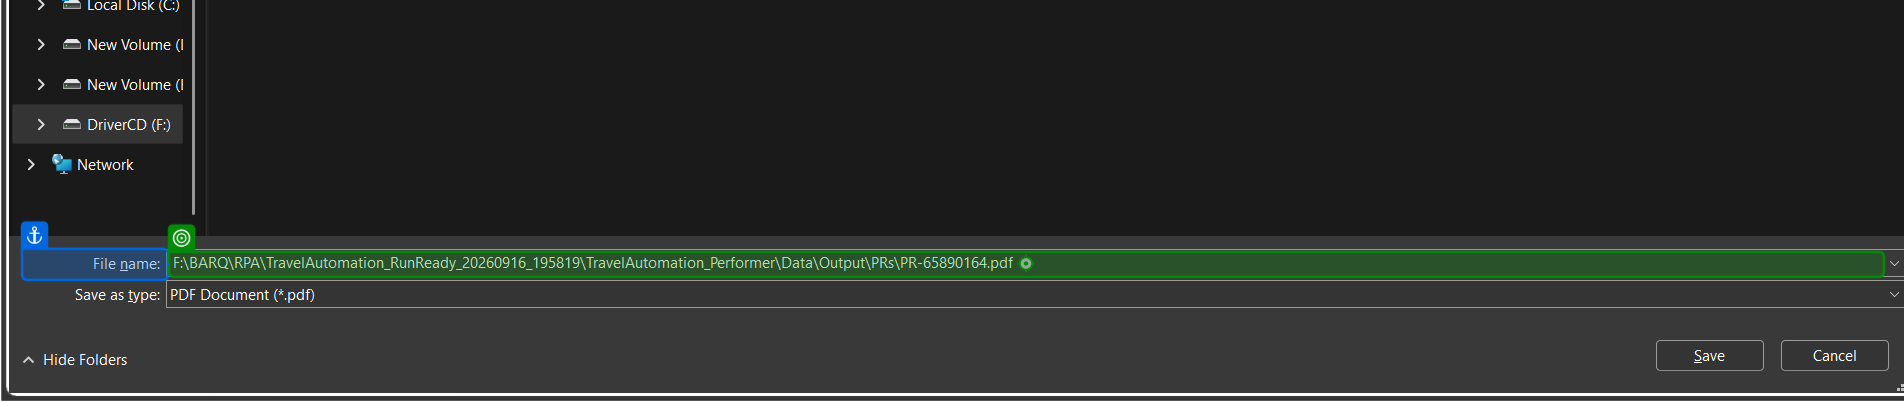 Local Disk (C:)
New Volume (
New Volume (
DriverCD (F:)
Network
File name: F:\BARQ\RPA\TravelAutomation_RunReady_20260916_195819\TravelAutomation_Performer\Data\Output\PRs\PR-65890164.pdf
Save as type: PDF Document (*.pdf)
Hide Folders
Save Cancel